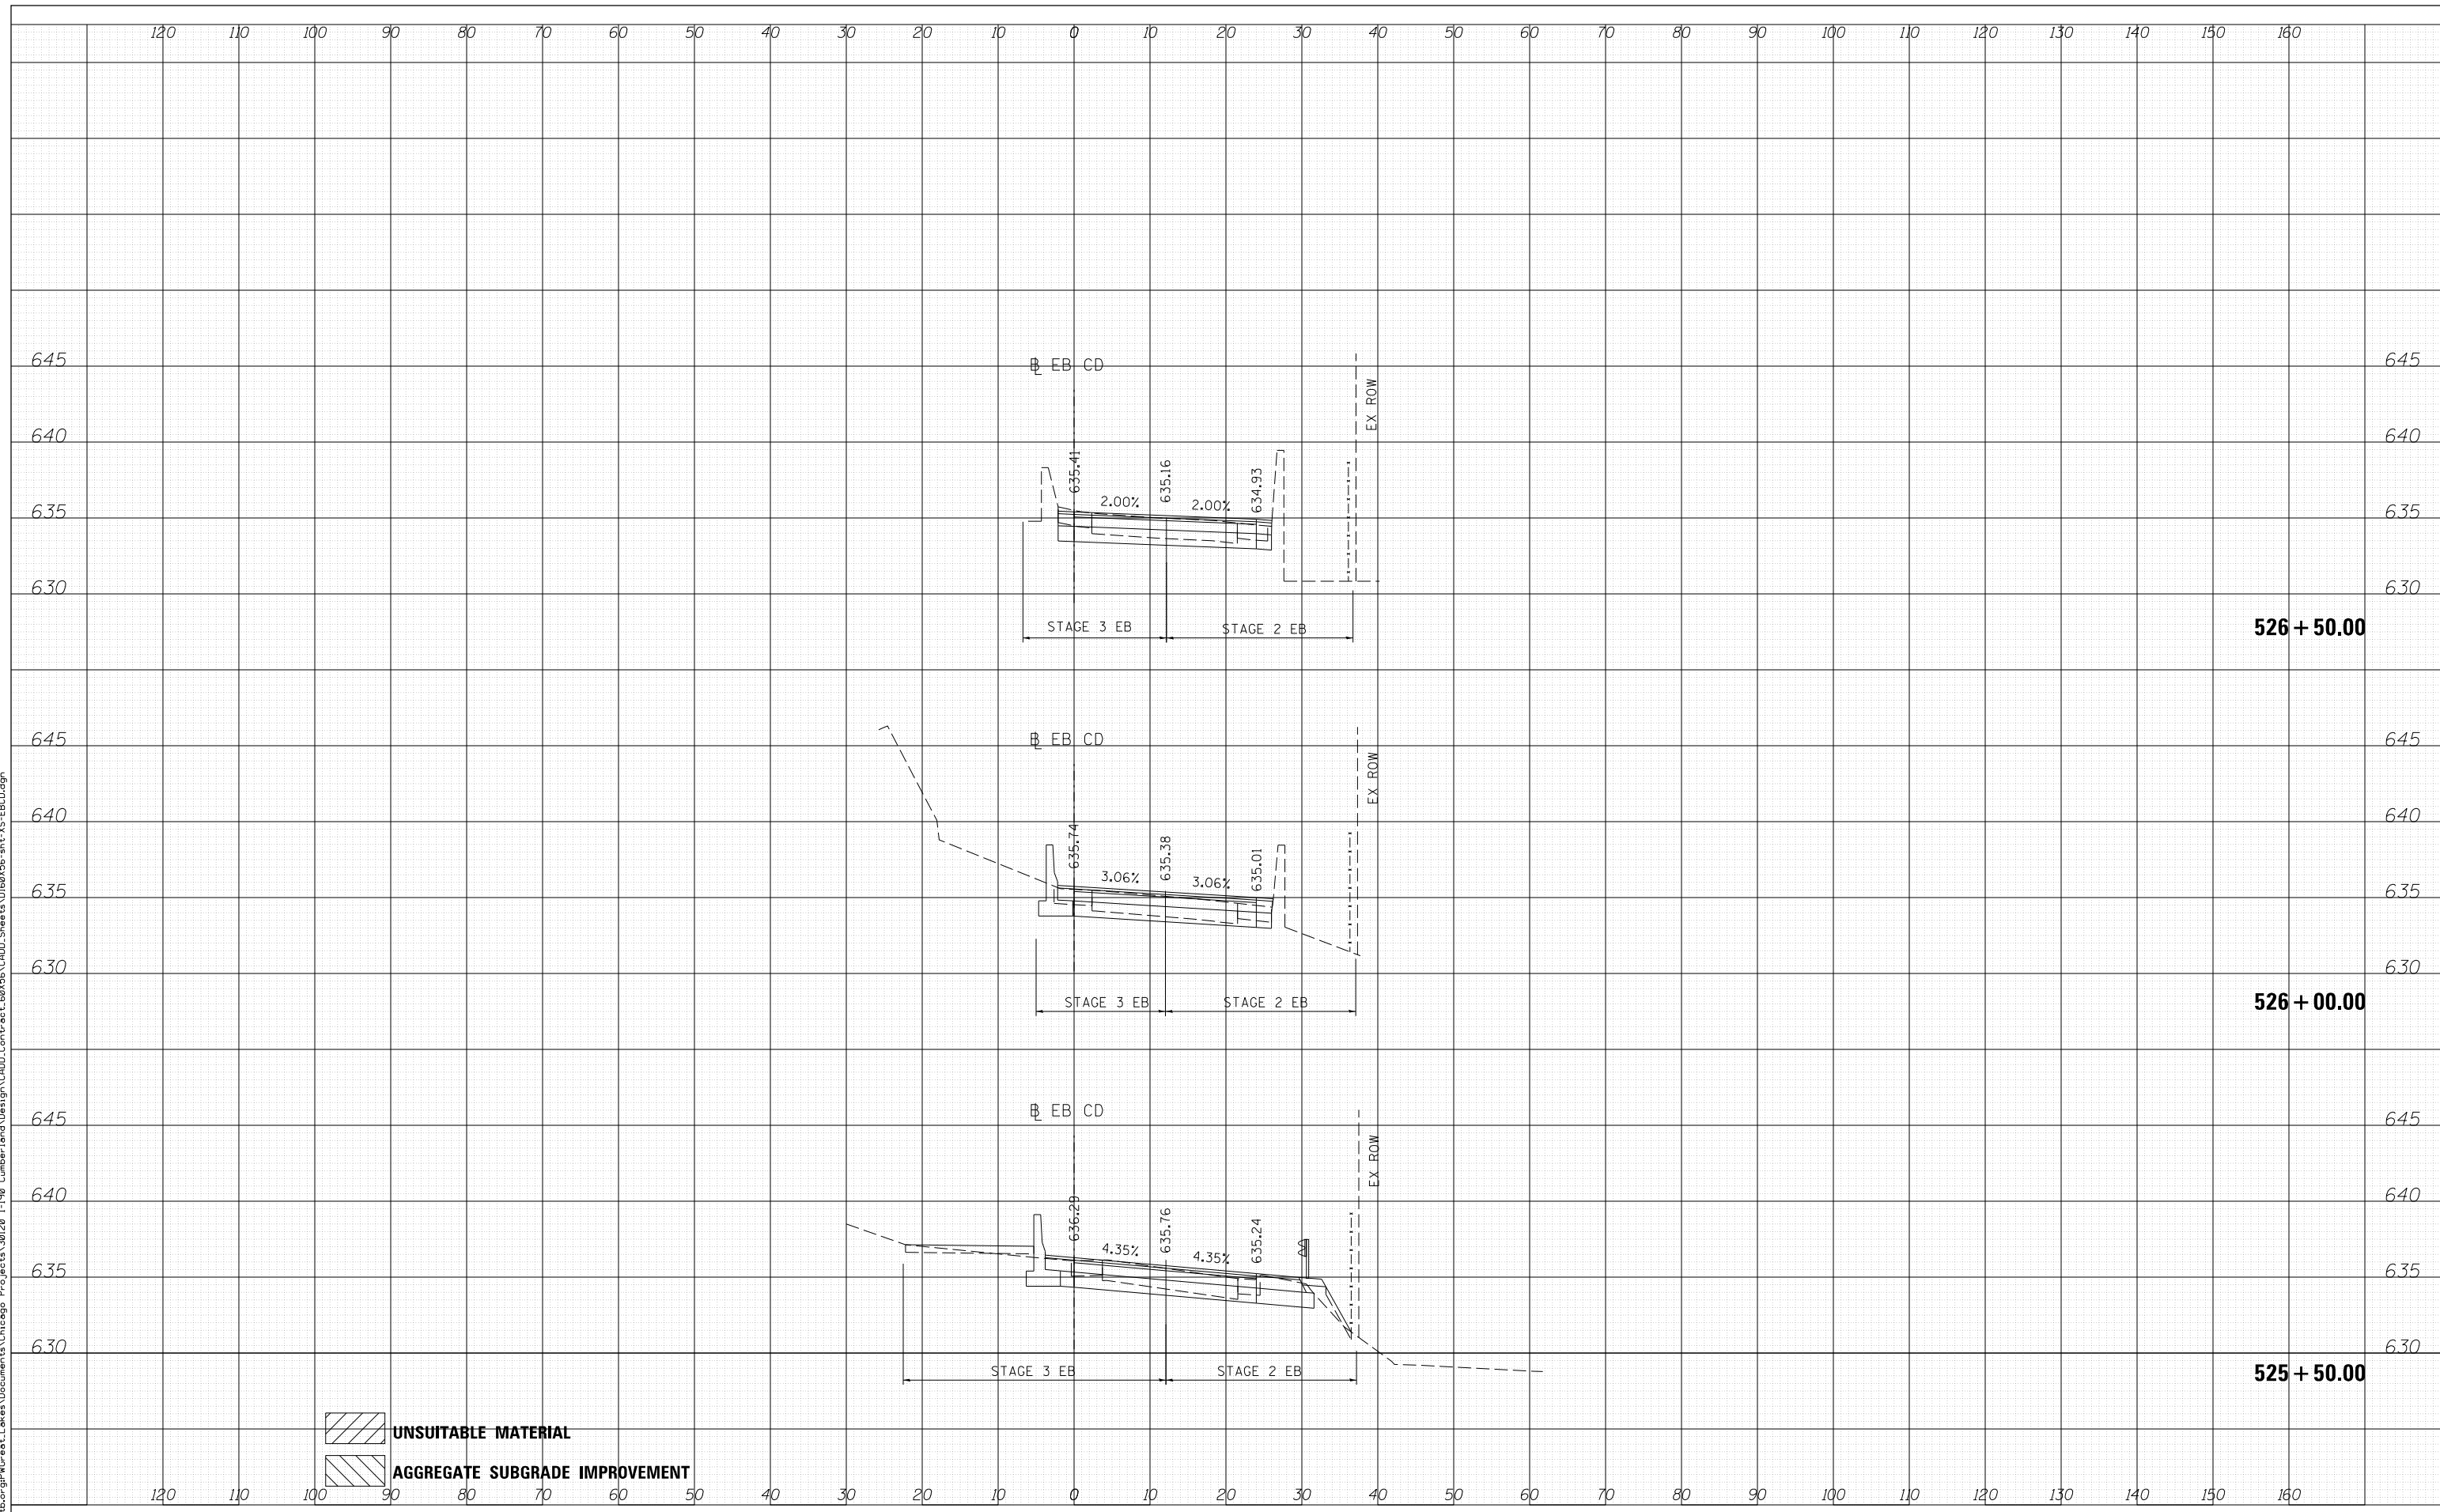 120 110 100 90 80 70 60 50 40 30 20 10 0 10 20 30 40 50 60 70 80 90 100 110 120 130 140 150 160
645 B EB CD 645
EX ROW
640 640
635.41 635.16 634.93
2.00% 2.00%
635 635
630 630
STAGE 3 EB STAGE 2 EB
526+50.00
645 B EB CD 645
EX ROW
640 640
635.74 635.38 635.01
3.06% 3.06%
635 635
630 630
STAGE 3 EB STAGE 2 EB
526+00.00
645 B EB CD 645
EX ROW
640 640
636.29 635.76 635.24
4.35% 4.35%
635 635
630 630
STAGE 3 EB STAGE 2 EB
525+50.00
UNSUITABLE MATERIAL
AGGREGATE SUBGRADE IMPROVEMENT
120 110 100 90 80 70 60 50 40 30 20 10 0 10 20 30 40 50 60 70 80 90 100 110 120 130 140 150 160